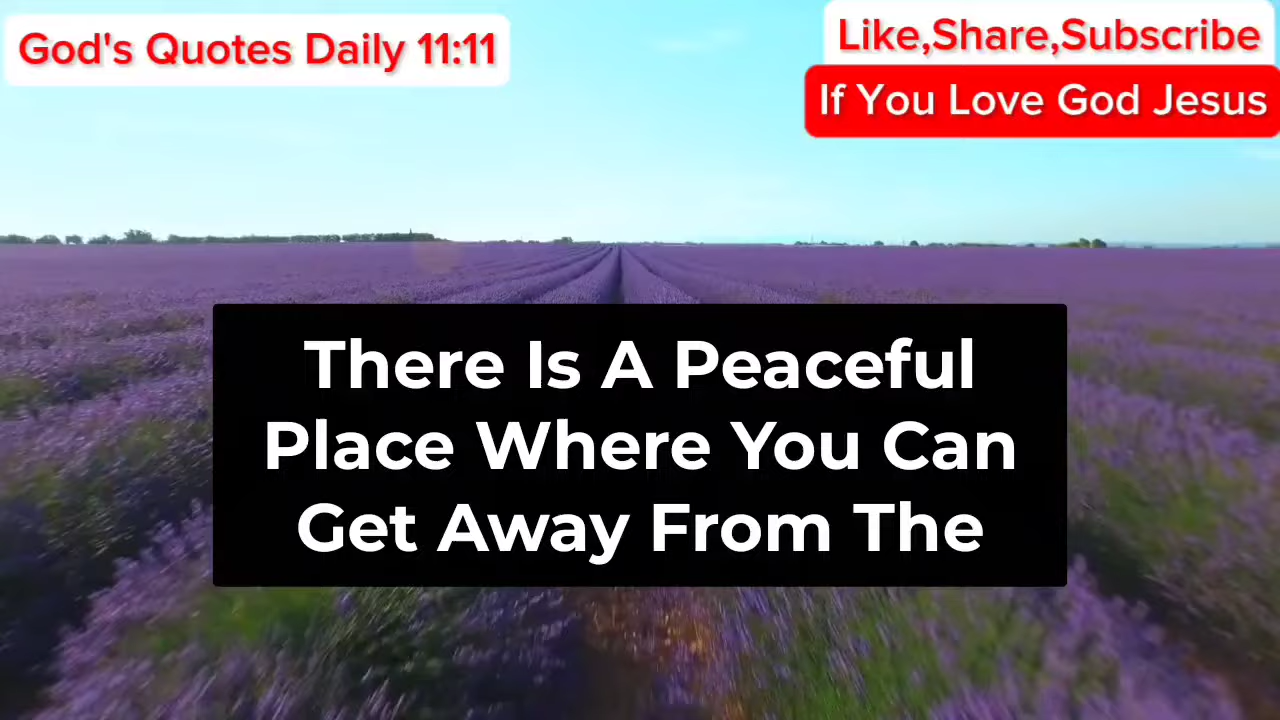 God's Quotes Daily 11:11
Like,Share,Subscribe
If You Love God Jesus
There Is A Peaceful
Place Where You Can
Get Away From The